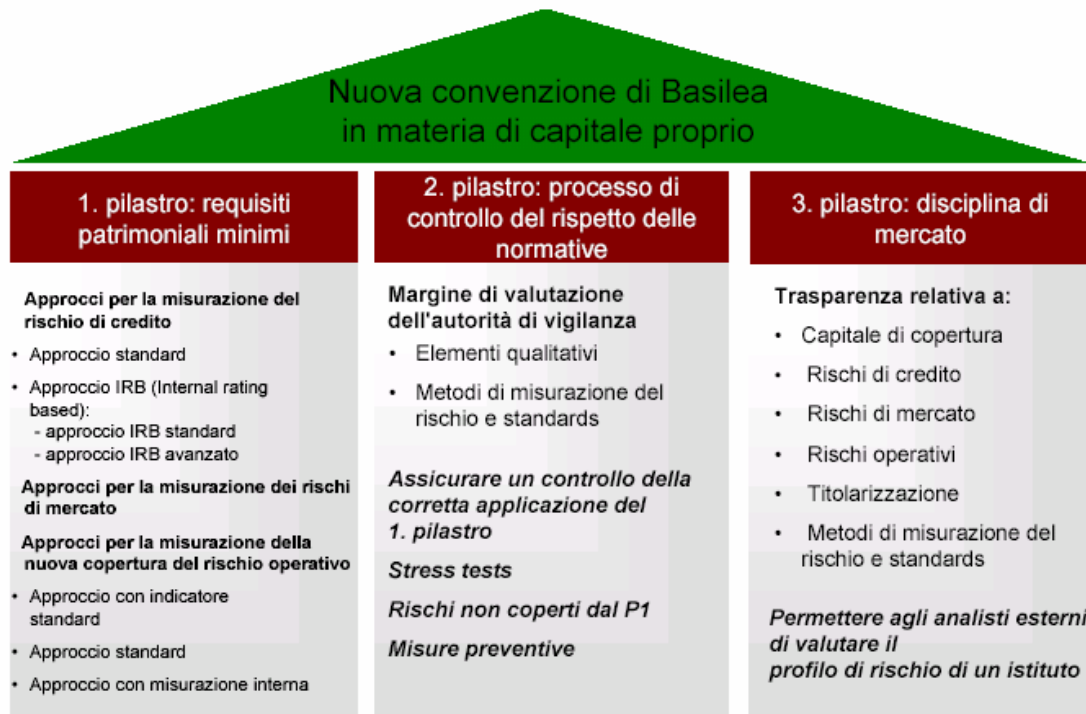 Nuova convenzione di Basilea
in materia di capitale proprio
1. pilastro: requisiti
patrimoniali minimi
Approcci per la misurazione del
rischio di credito
• Approccio standard
• Approccio IRB (Internal rating
based):
- approccio IRB standard
- approccio IRB avanzato
Approcci per la misurazione dei rischi
di mercato
Approcci per la misurazione della
nuova copertura del rischio operativo
• Approccio con indicatore
standard
• Approccio standard
• Approccio con misurazione interna
2. pilastro: processo di
controllo del rispetto delle
normative
Margine di valutazione
dell'autorità di vigilanza
• Elementi qualitativi
• Metodi di misurazione del
rischio e standards
Assicurare un controllo della
corretta applicazione del
1. pilastro
Stress tests
Rischi non coperti dal P1
Misure preventive
3. pilastro: disciplina di
mercato
Trasparenza relativa a:
• Capitale di copertura
• Rischi di credito
• Rischi di mercato
• Rischi operativi
• Titolarizzazione
• Metodi di misurazione del
rischio e standards
Permettere agli analisti esterni
di valutare il
profilo di rischio di un istituto